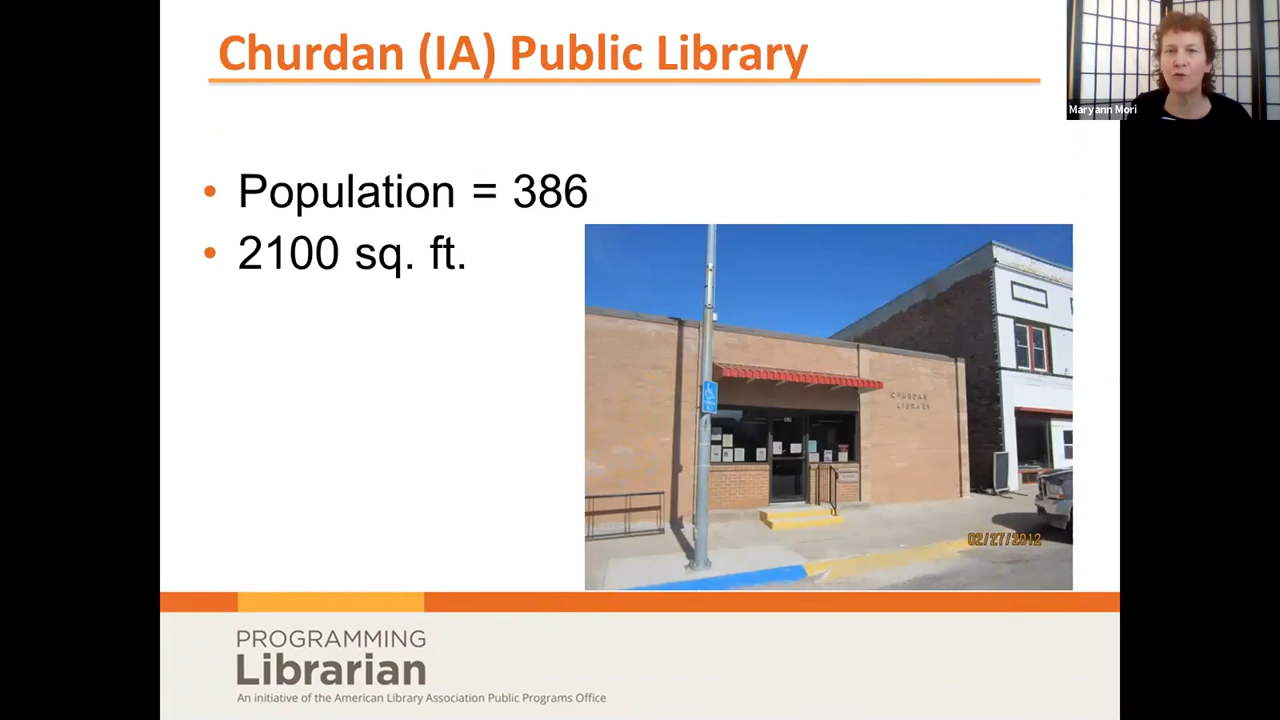 Churdan (IA) Public Library
Maryann Mori
• Population = 386
• 2100 sq. ft.
CHURDAN
LIBRARY
02/27/2012
PROGRAMMING
Librarian
An initiative of the American Library Association Public Programs Office